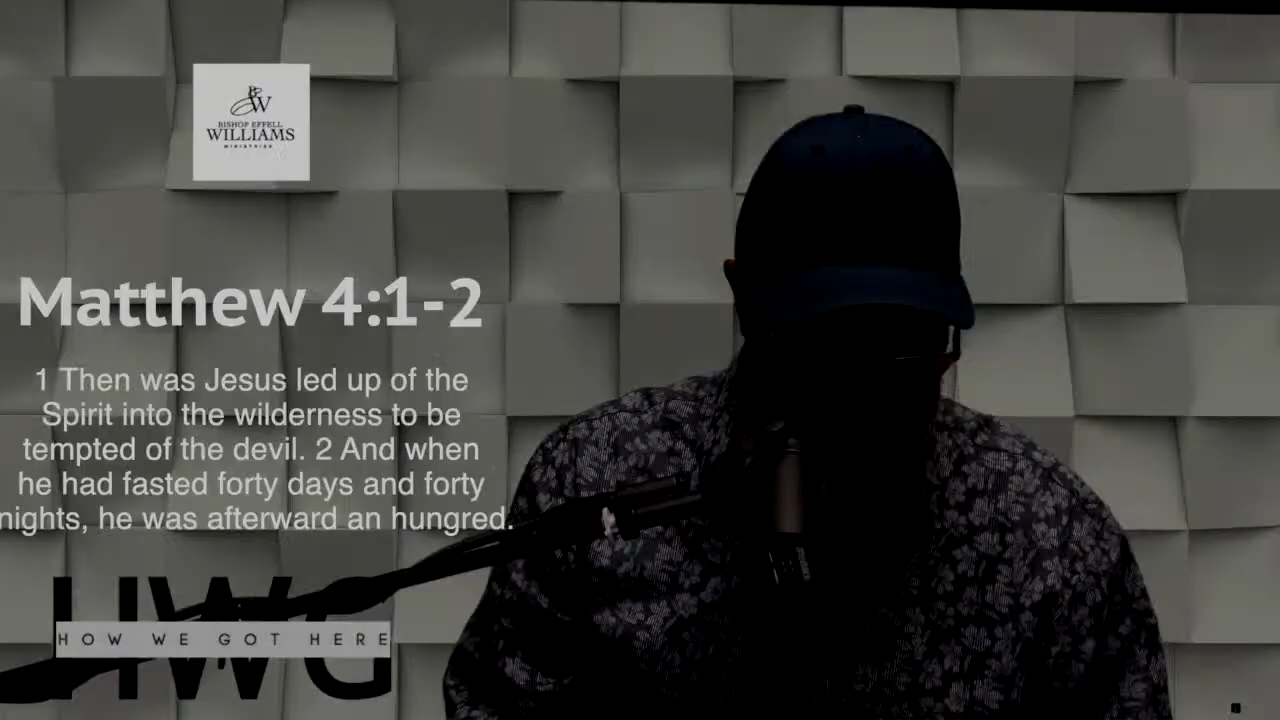 BW
BISHOP EFFELL
WILLIAMS
MINISTRIES
Matthew 4:1-2
1 Then was Jesus led up of the
Spirit into the wilderness to be
tempted of the devil. 2 And when
he had fasted forty days and forty
nights, he was afterward an hungred.
HWG
HOW WE GOT HERE